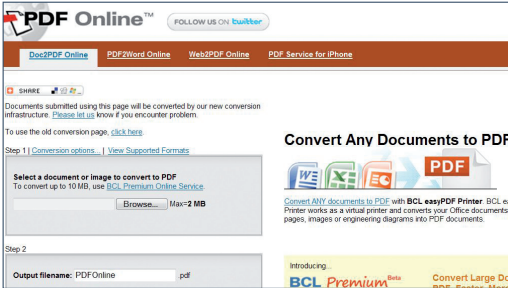 PDF Online™
FOLLOW US ON twitter
Doc2PDF Online PDF2Word Online Web2PDF Online PDF Service for iPhone
SHARE
Documents submitted using this page will be converted
by our new conversion
infrastructure. Please let us know if you encounter
problem.
To use the old conversion page, click here.
Step 1 | Conversion options... | View Supported Formats
Select a document or image to convert to PDF
To convert up to 10 MB, use BCL Premium Online
Service.
Browse... Max=2 MB
Step 2
Output filename: PDFOnline .pdf
Convert Any Documents to PDF
PDF
Convert ANY documents to PDF with BCL easyPDF Printer. BCL
Printer works as a virtual printer and converts your Office documents
pages, images or engineering diagrams into PDF documents.
Introducing...
BCL Premium Beta
Convert Large